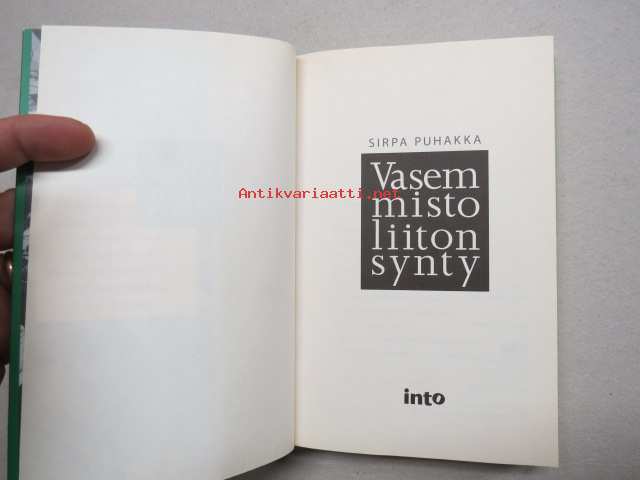 SIRPA PUHAKKA
Vasem
misto
liiton
synty
Antikvariaatti.net
into